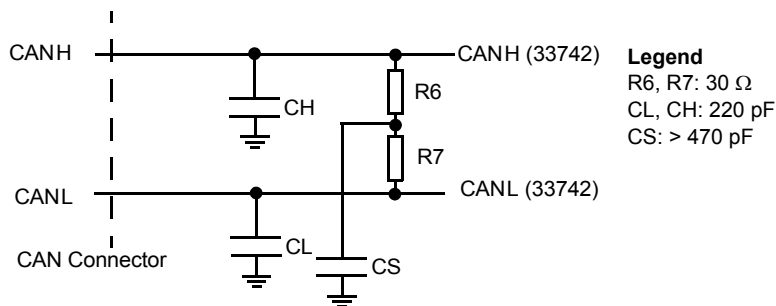 CANH
CANH (33742)
Legend
R6, R7: 30 Ω
CL, CH: 220 pF
CS: > 470 pF
R6
CH
R7
CANL
CANL (33742)
CL
CS
CAN Connector